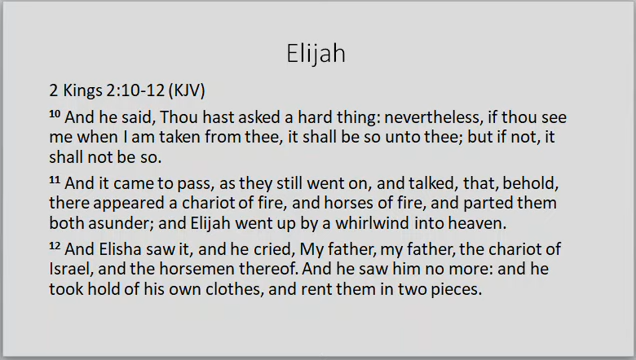 Elijah
2 Kings 2:10-12 (KJV)
10 And he said, Thou hast asked a hard thing: nevertheless, if thou see
me when I am taken from thee, it shall be so unto thee; but if not, it
shall not be so.
11 And it came to pass, as they still went on, and talked, that, behold,
there appeared a chariot of fire, and horses of fire, and parted them
both asunder; and Elijah went up by a whirlwind into heaven.
12 And Elisha saw it, and he cried, My father, my father, the chariot of
Israel, and the horsemen thereof. And he saw him no more: and he
took hold of his own clothes, and rent them in two pieces.